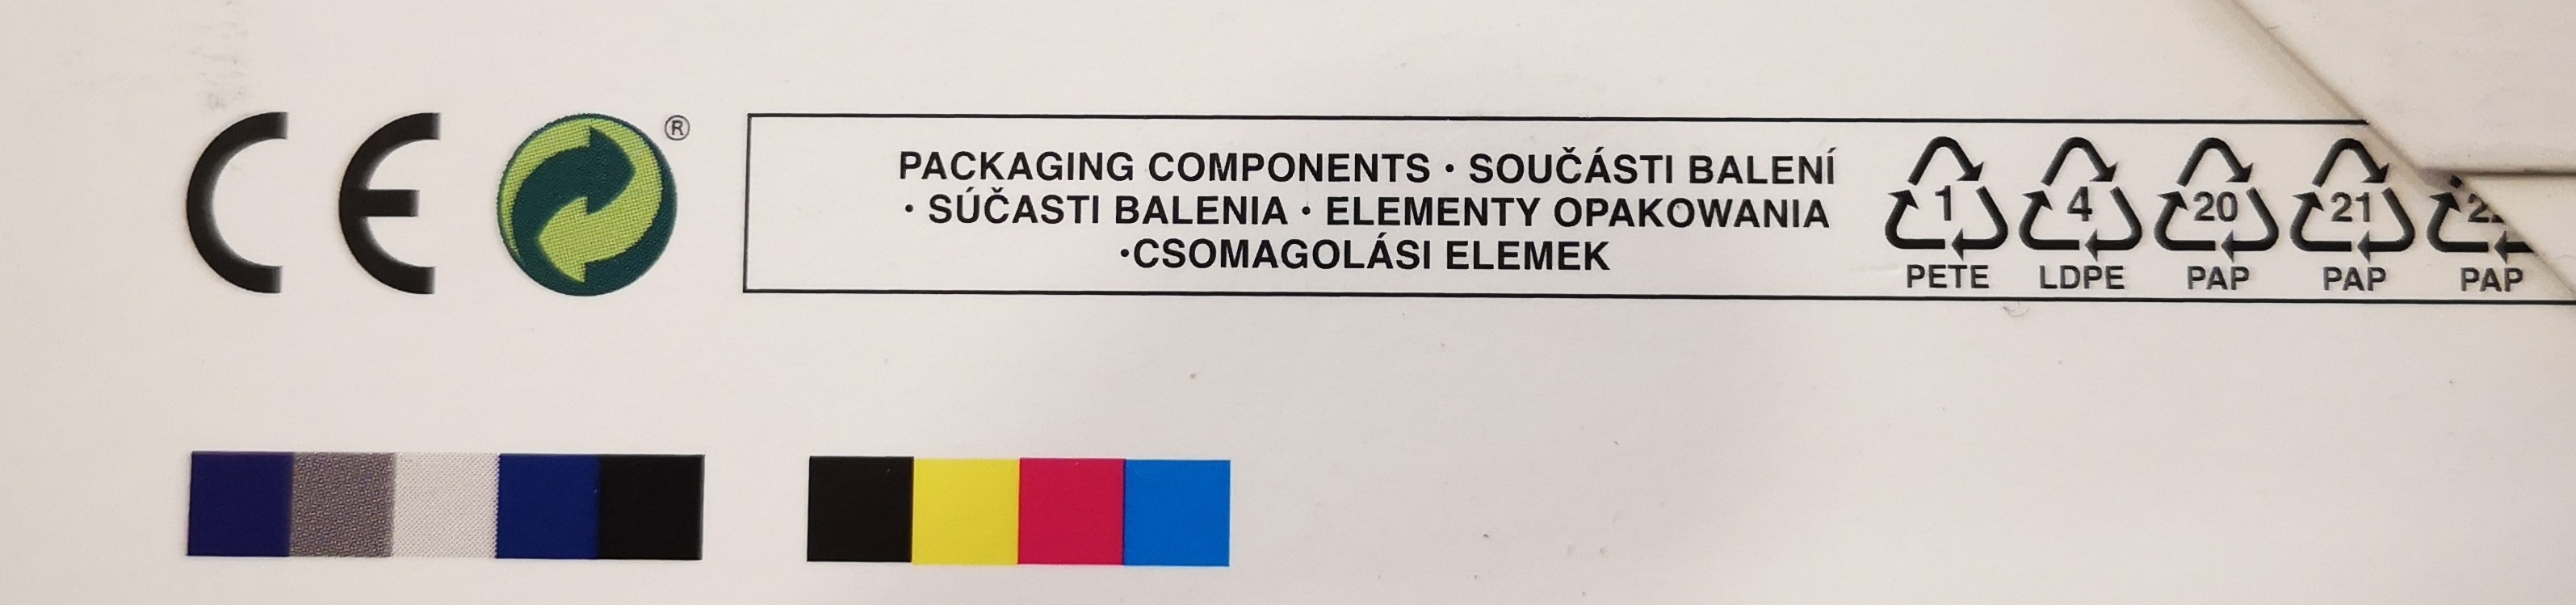 CE ®
PACKAGING COMPONENTS • SOUČÁSTI BALENÍ
• SÚČASTI BALENIA • ELEMENTY OPAKOWANIA
•CSOMAGOLÁSI ELEMEK
1 4 20 21
PETE LDPE PAP PAP PAP